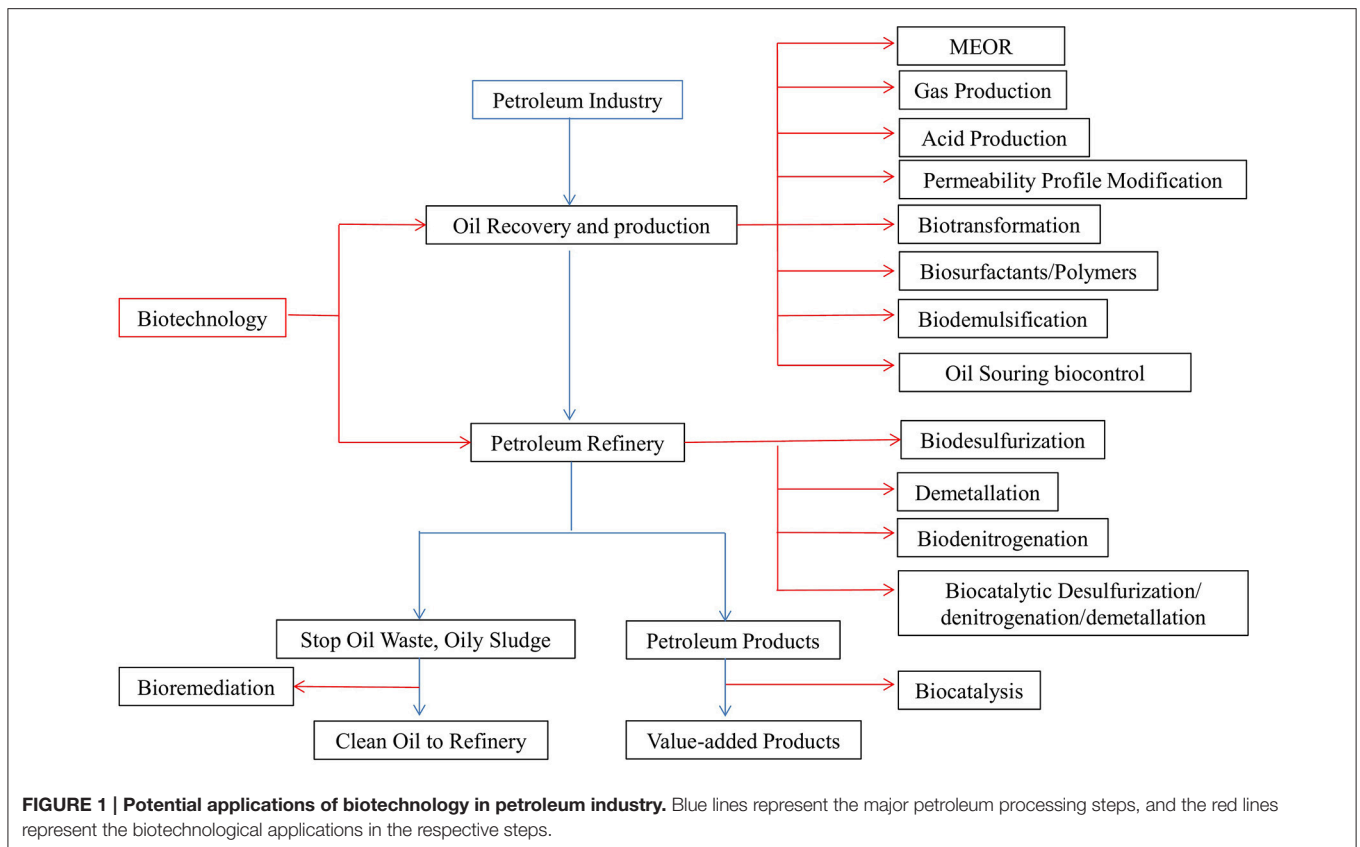 MEOR
Petroleum Industry
Gas Production
Acid Production
Permeability Profile Modification
Oil Recovery and production
Biotransformation
Biosurfactants/Polymers
Biotechnology
Biodemulsification
Oil Souring biocontrol
Petroleum Refinery
Biodesulfurization
Demetallation
Biodenitrogenation
Biocatalytic Desulfurization/
denitrogenation/demetallation
Stop Oil Waste, Oily Sludge
Petroleum Products
Bioremediation
Biocatalysis
Clean Oil to Refinery
Value-added Products
FIGURE 1 | Potential applications of biotechnology in petroleum industry. Blue lines represent the major petroleum processing steps, and the red lines
represent the biotechnological applications in the respective steps.